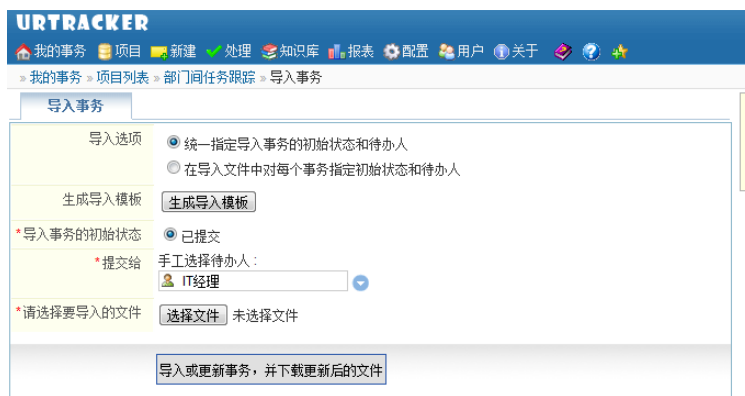 URTRACKER
我的事务 项目 新建 处理 知识库 报表 配置 用户 关于
» 我的事务 » 项目列表 » 部门间任务跟踪 » 导入事务
导入事务
导入选项 统一指定导入事务的初始状态和待办人
在导入文件中对每个事务指定初始状态和待办人
生成导入模板 生成导入模板
*导入事务的初始状态 已提交
*提交给 手工选择待办人：
IT经理
*请选择要导入的文件 选择文件 未选择文件
导入或更新事务，并下载更新后的文件